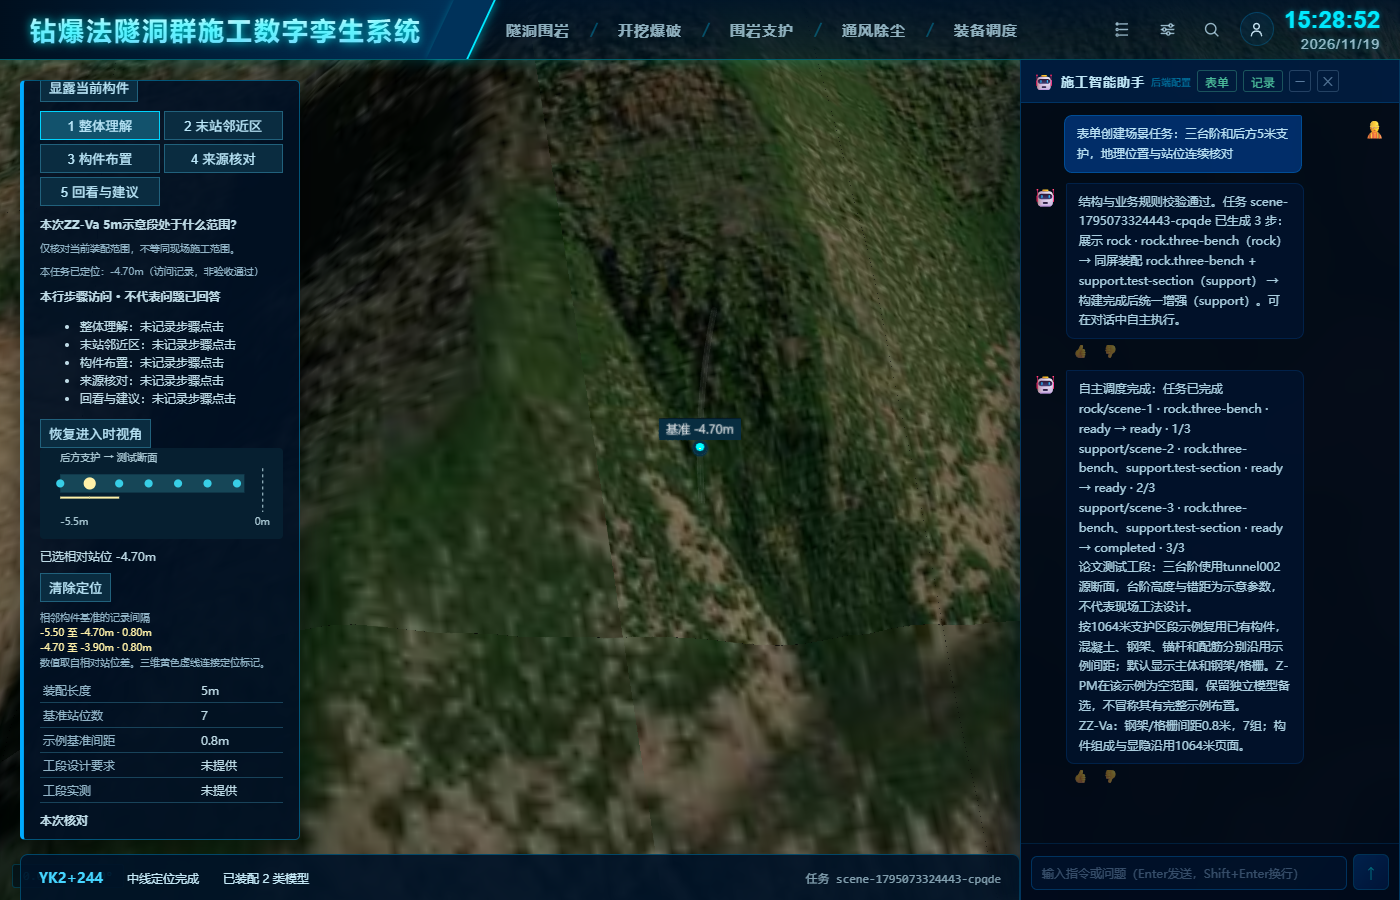 钻爆法隧洞群施工数字孪生系统
隧洞围岩 / 开挖爆破 / 围岩支护 / 通风除尘 / 装备调度
15:28:52
2026/11/19
显露当前构件
1 整体理解
2 末站邻近区
3 构件布置
4 来源核对
5 回看与建议
本次ZZ-Va 5m示意段处于什么范围?
仅核对当前装配范围，不等同现场施工范围。
本任务已定位：-4.70m（访问记录，非验收通过）
本行步骤访问 • 不代表问题已回答
• 整体理解：未记录步骤点击
• 末站邻近区：未记录步骤点击
• 构件布置：未记录步骤点击
• 来源核对：未记录步骤点击
• 回看与建议：未记录步骤点击
恢复进入时视角
后方支护 → 测试断面
-5.5m
0m
已选相对站位 -4.70m
清除定位
相邻构件基准的记录间隔
-5.50 至 -4.70m · 0.80m
-4.70 至 -3.90m · 0.80m
数值取自相对站位差。三维黄色虚线连接定位标记。
装配长度 5m
基准站位数 7
示例基准间距 0.8m
工段设计要求 未提供
工段实测 未提供
本次核对
基准 -4.70m
YK2+244 中线定位完成 已装配 2 类模型
任务 scene-1795073324443-cpqde
施工智能助手 后端配置 表单 记录
表单创建场景任务：三台阶和后方5米支
护，地理位置与站位连续核对
结构与业务规则校验通过。任务 scene-
1795073324443-cpqde 已生成 3 步：
展示 rock · rock.three-bench（rock）
→ 同屏装配 rock.three-bench +
support.test-section（support） →
构建完成后统一增强（support）。可
在对话中自主执行。
自主调度完成：任务已完成
rock/scene-1 · rock.three-bench ·
ready → ready · 1/3
support/scene-2 · rock.three-
bench、support.test-section · ready
→ ready · 2/3
support/scene-3 · rock.three-
bench、support.test-section · ready
→ completed · 3/3
论文测试工段：三台阶使用tunnel002
源断面，台阶高度与错距为示意参数，
不代表现场工法设计。
按1064米支护区段示例复用已有构件，
混凝土、钢架、锚杆和配筋分别沿用示
例间距；默认显示主体和钢架/格栅。Z-
PM在该示例为空范围，保留独立模型备
选，不冒称其有完整示例布置。
ZZ-Va：钢架/格栅间距0.8米，7组；构
件组成与显隐沿用1064米页面。
输入指令或问题（Enter发送，Shift+Enter换行）